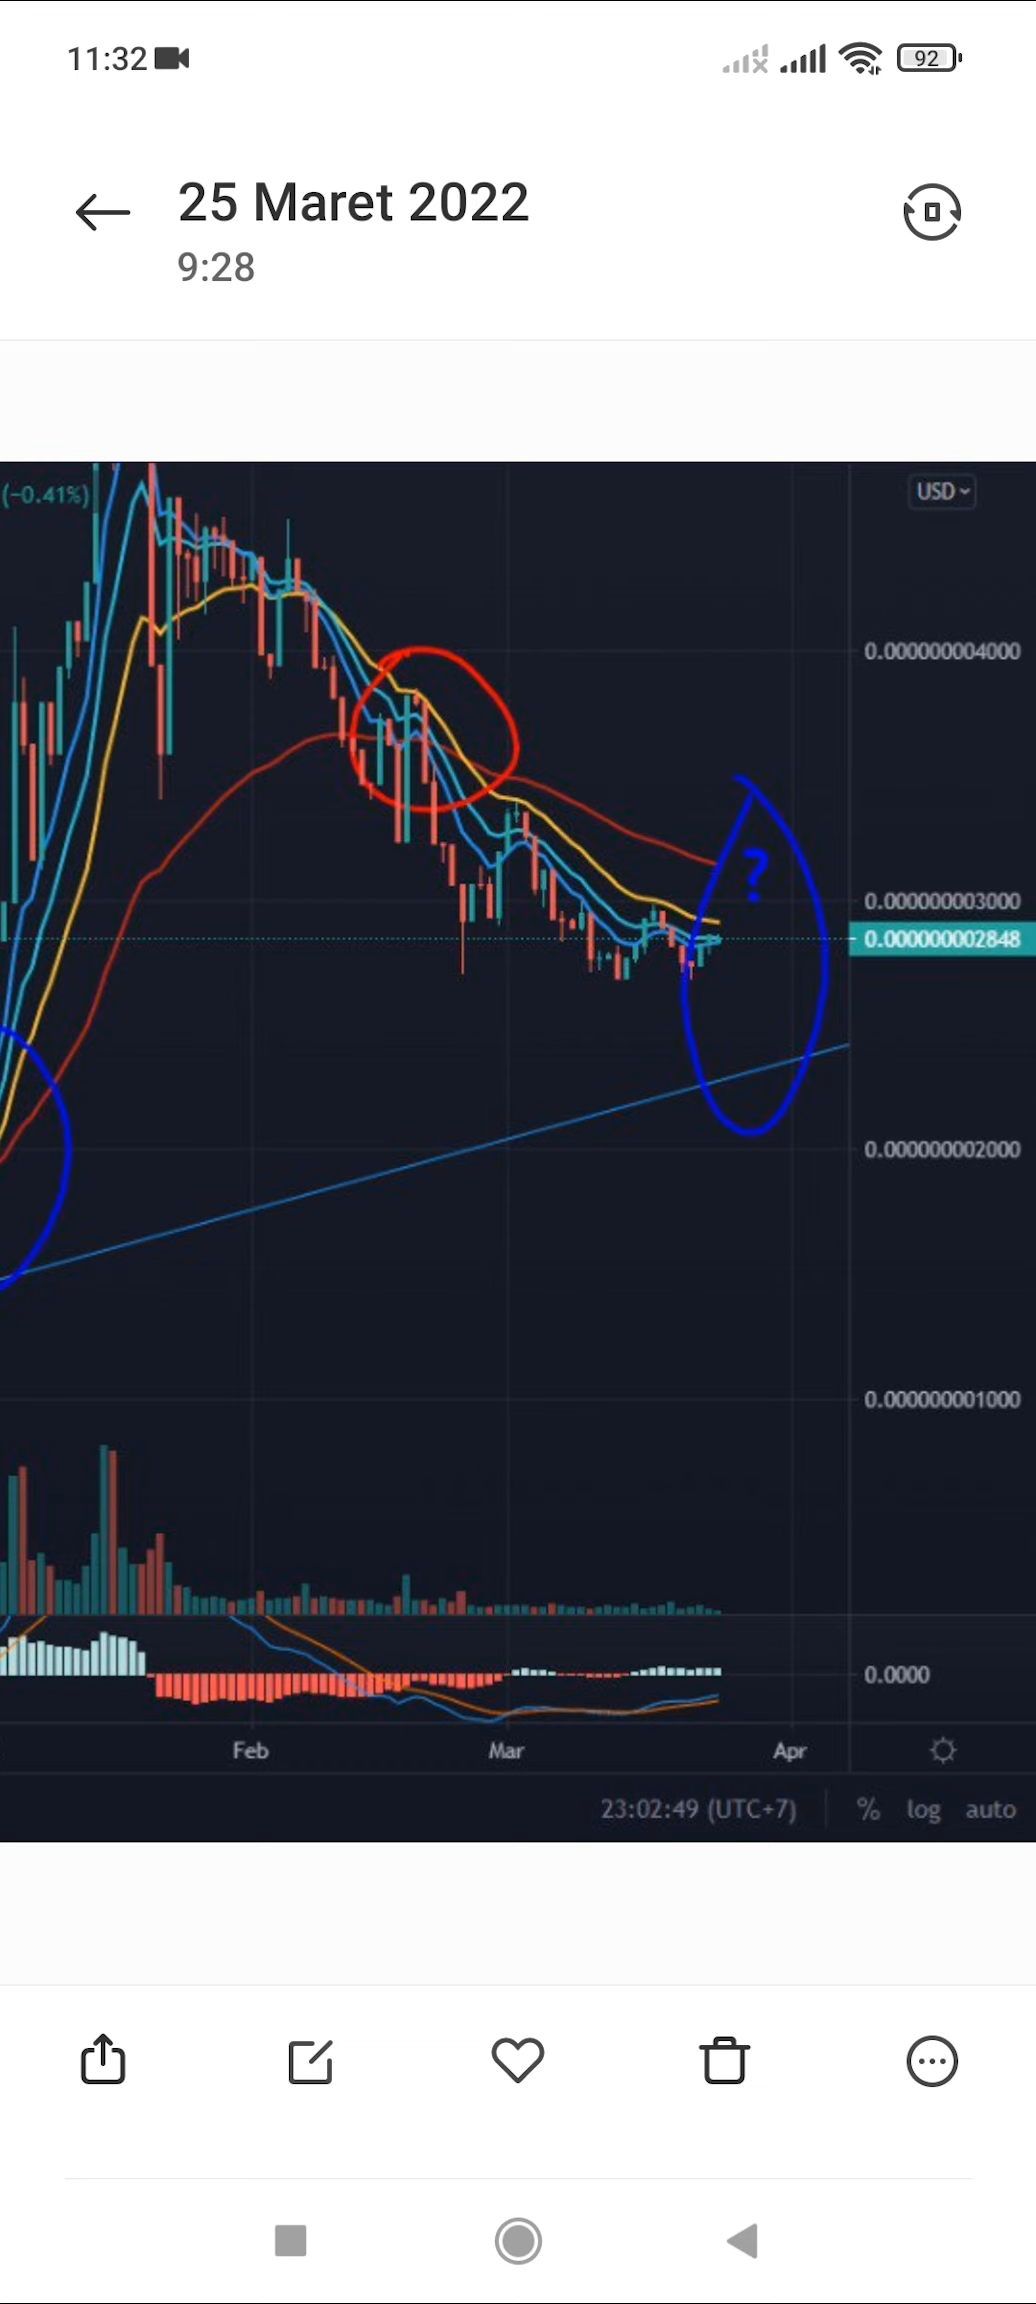 11:32
92
25 Maret 2022
9:28
(−0.41%)
USD
0.000000004000
?
0.000000003000
0.000000002848
0.000000002000
0.000000001000
0.0000
Feb Mar Apr
23:02:49 (UTC+7) % log auto